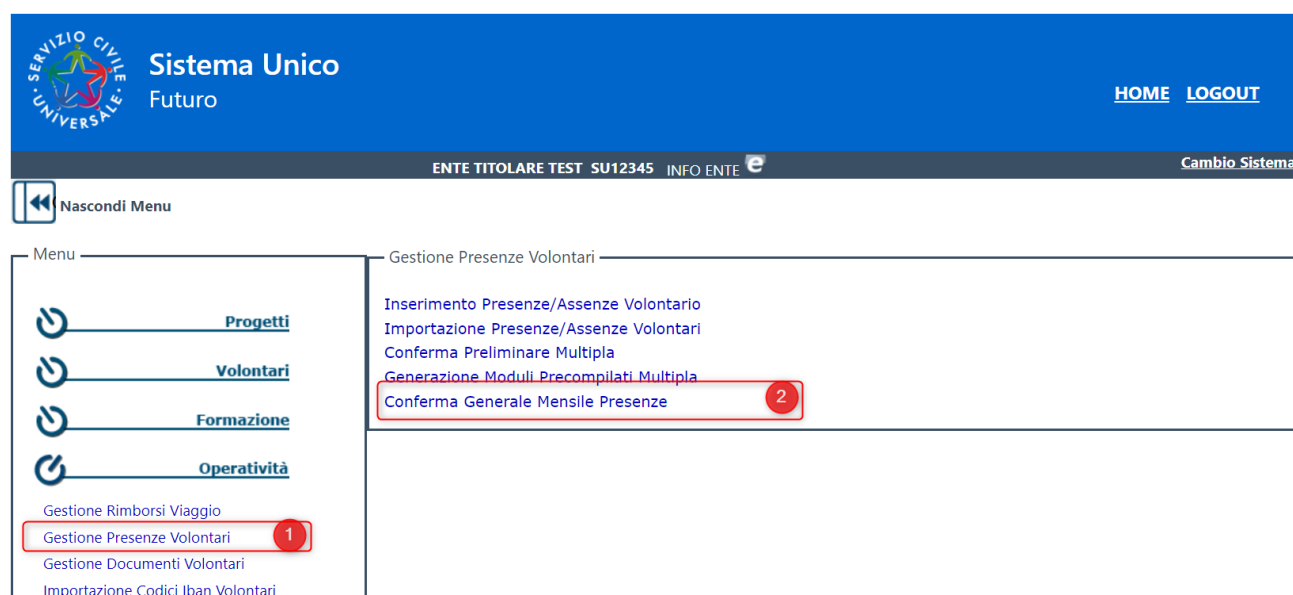 SERVIZIO CIVILE UNIVERSALE
Sistema Unico
Futuro
HOME LOGOUT
ENTE TITOLARE TEST SU12345 INFO ENTE
Cambio Sistema
Nascondi Menu
Menu
Progetti
Volontari
Formazione
Operatività
Gestione Rimborsi Viaggio
Gestione Presenze Volontari 1
Gestione Documenti Volontari
Importazione Codici Iban Volontari
Gestione Presenze Volontari
Inserimento Presenze/Assenze Volontario
Importazione Presenze/Assenze Volontari
Conferma Preliminare Multipla
Generazione Moduli Precompilati Multipla
Conferma Generale Mensile Presenze 2